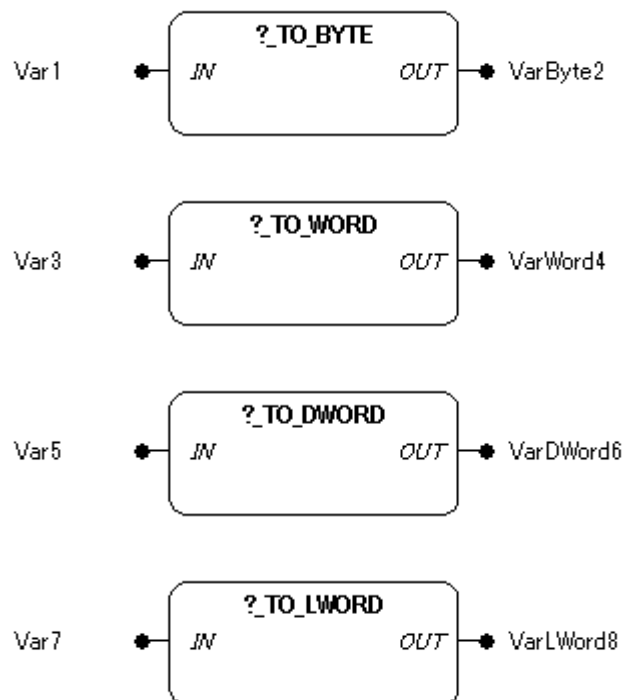 ?_TO_BYTE
Var1 IN OUT VarByte2
?_TO_WORD
Var3 IN OUT VarWord4
?_TO_DWORD
Var5 IN OUT VarDWord6
?_TO_LWORD
Var7 IN OUT VarLWord8